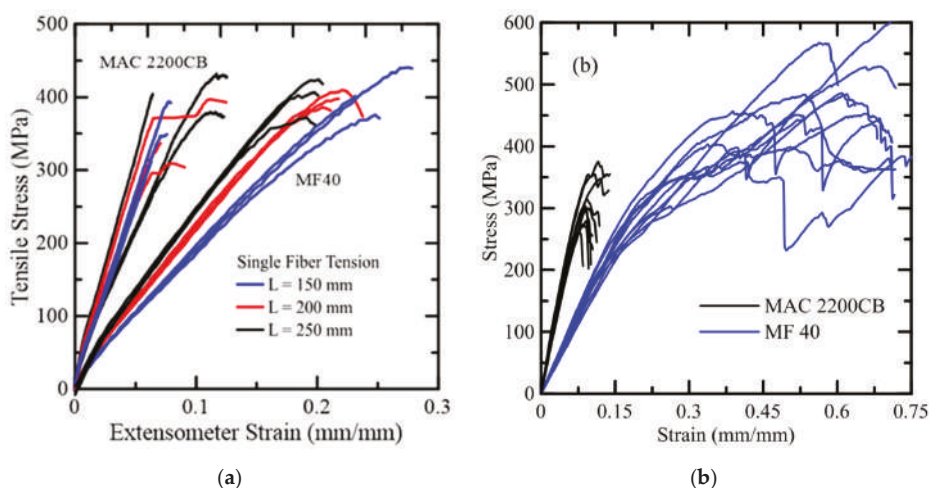 500
400
300
200
100
0
Tensile Stress (MPa)
MAC 2200CB
MF40
Single Fiber Tension
L = 150 mm
L = 200 mm
L = 250 mm
0
0.1
0.2
0.3
Extensometer Strain (mm/mm)
(a)
600
500
400
300
200
100
0
Stress (MPa)
(b)
MAC 2200CB
MF 40
0
0.15
0.3
0.45
0.6
0.75
Strain (mm/mm)
(b)